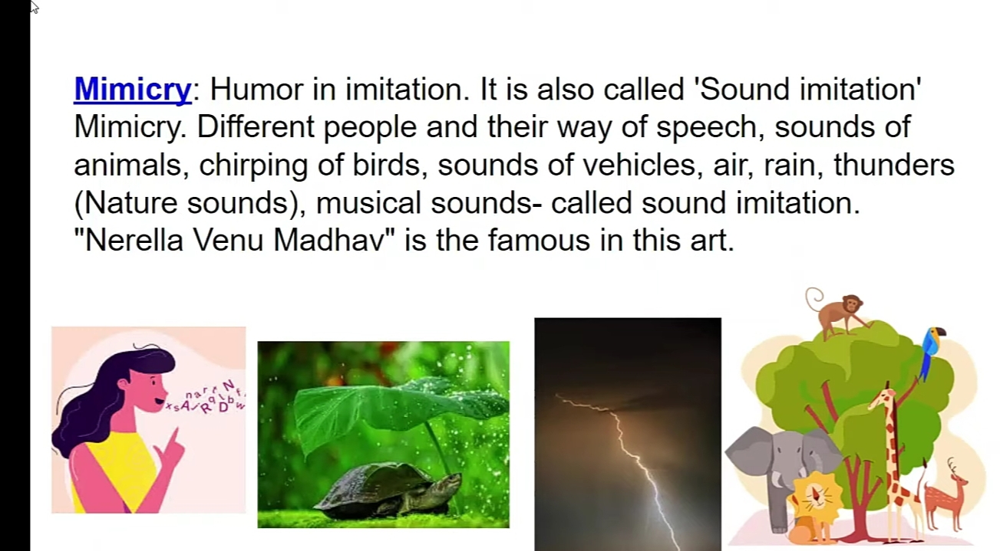 Mimicry: Humor in imitation. It is also called 'Sound imitation'
Mimicry. Different people and their way of speech, sounds of
animals, chirping of birds, sounds of vehicles, air, rain, thunders
(Nature sounds), musical sounds- called sound imitation.
"Nerella Venu Madhav" is the famous in this art.